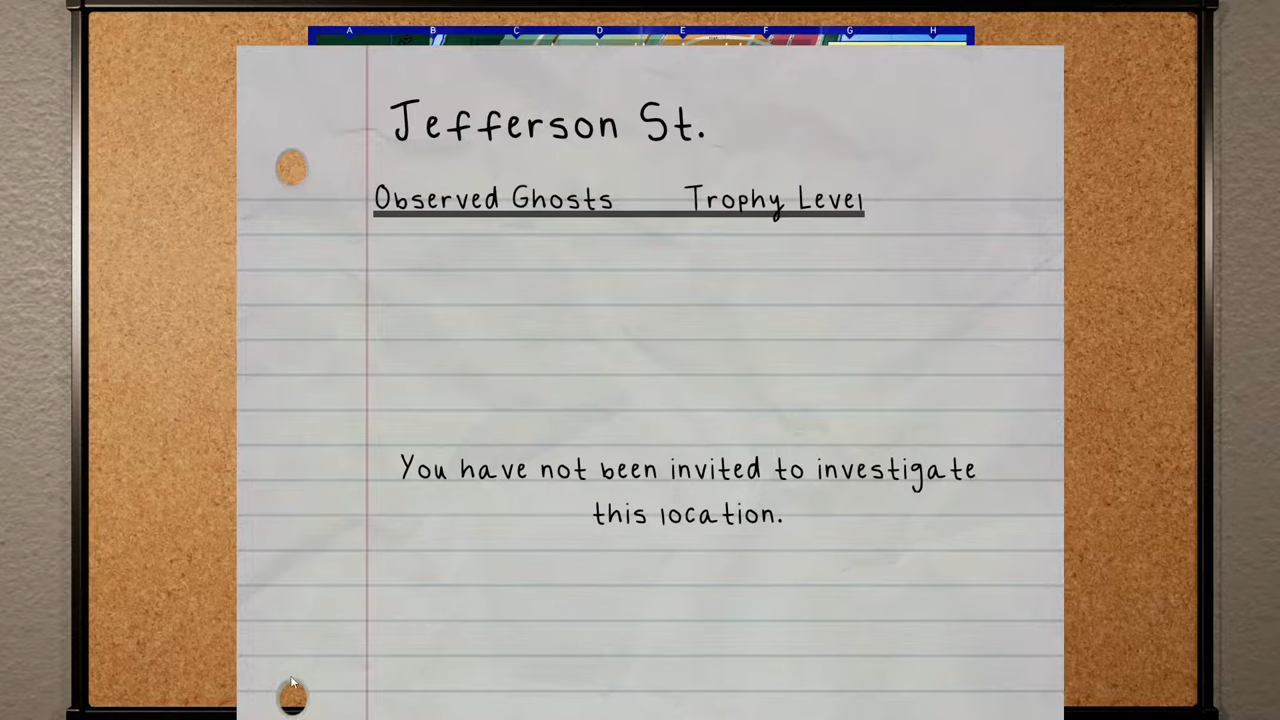 A B C D E F G H
Jefferson St.
Observed Ghosts Trophy Level
You have not been invited to investigate
this location.